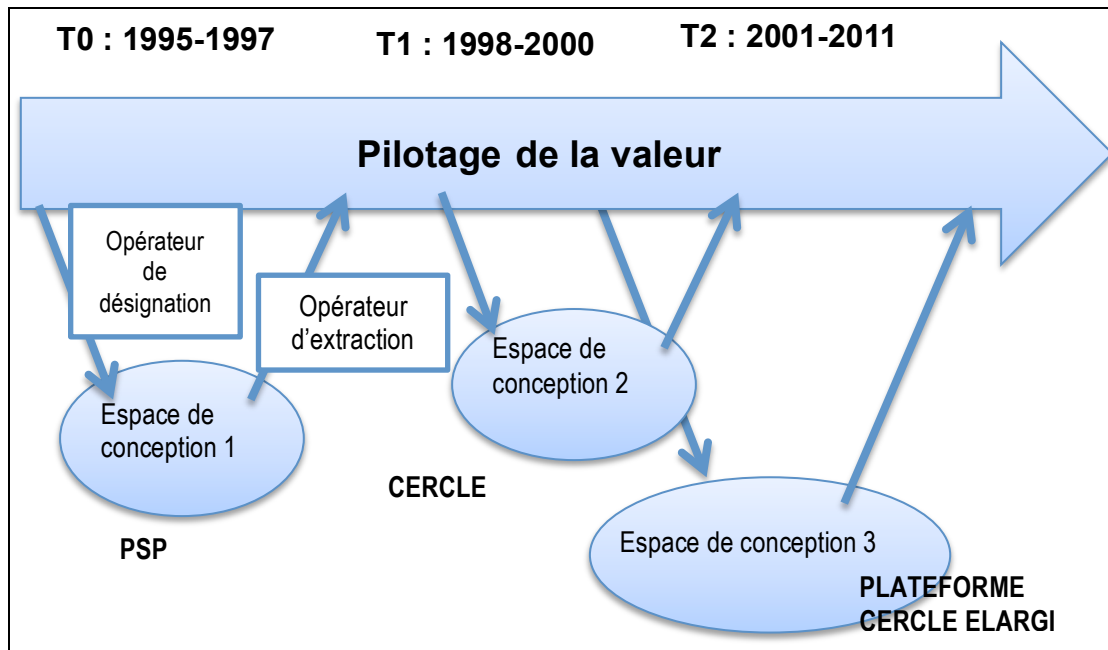 T0 : 1995-1997
T1 : 1998-2000
T2 : 2001-2011
Pilotage de la valeur
Opérateur
de
désignation
Opérateur
d’extraction
Espace de
conception 1
PSP
Espace de
conception 2
CERCLE
Espace de conception 3
PLATEFORME
CERCLE ELARGI